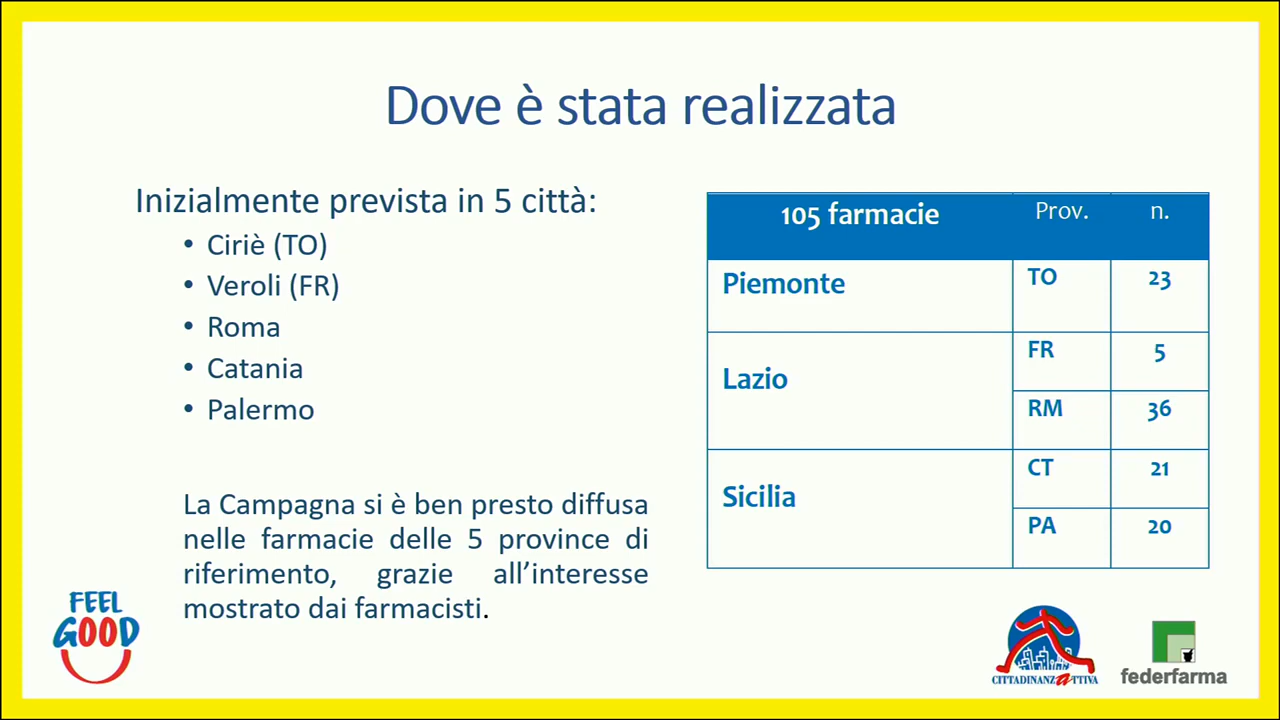 Dove è stata realizzata
Inizialmente prevista in 5 città:
• Ciriè (TO)
• Veroli (FR)
• Roma
• Catania
• Palermo
La Campagna si è ben presto diffusa
nelle farmacie delle 5 province di
riferimento, grazie all’interesse
mostrato dai farmacisti.
105 farmacie Prov. n.
Piemonte TO 23
Lazio FR 5
RM 36
Sicilia CT 21
PA 20
FEEL
GOOD
CITTADINANZATTIVA
federfarma